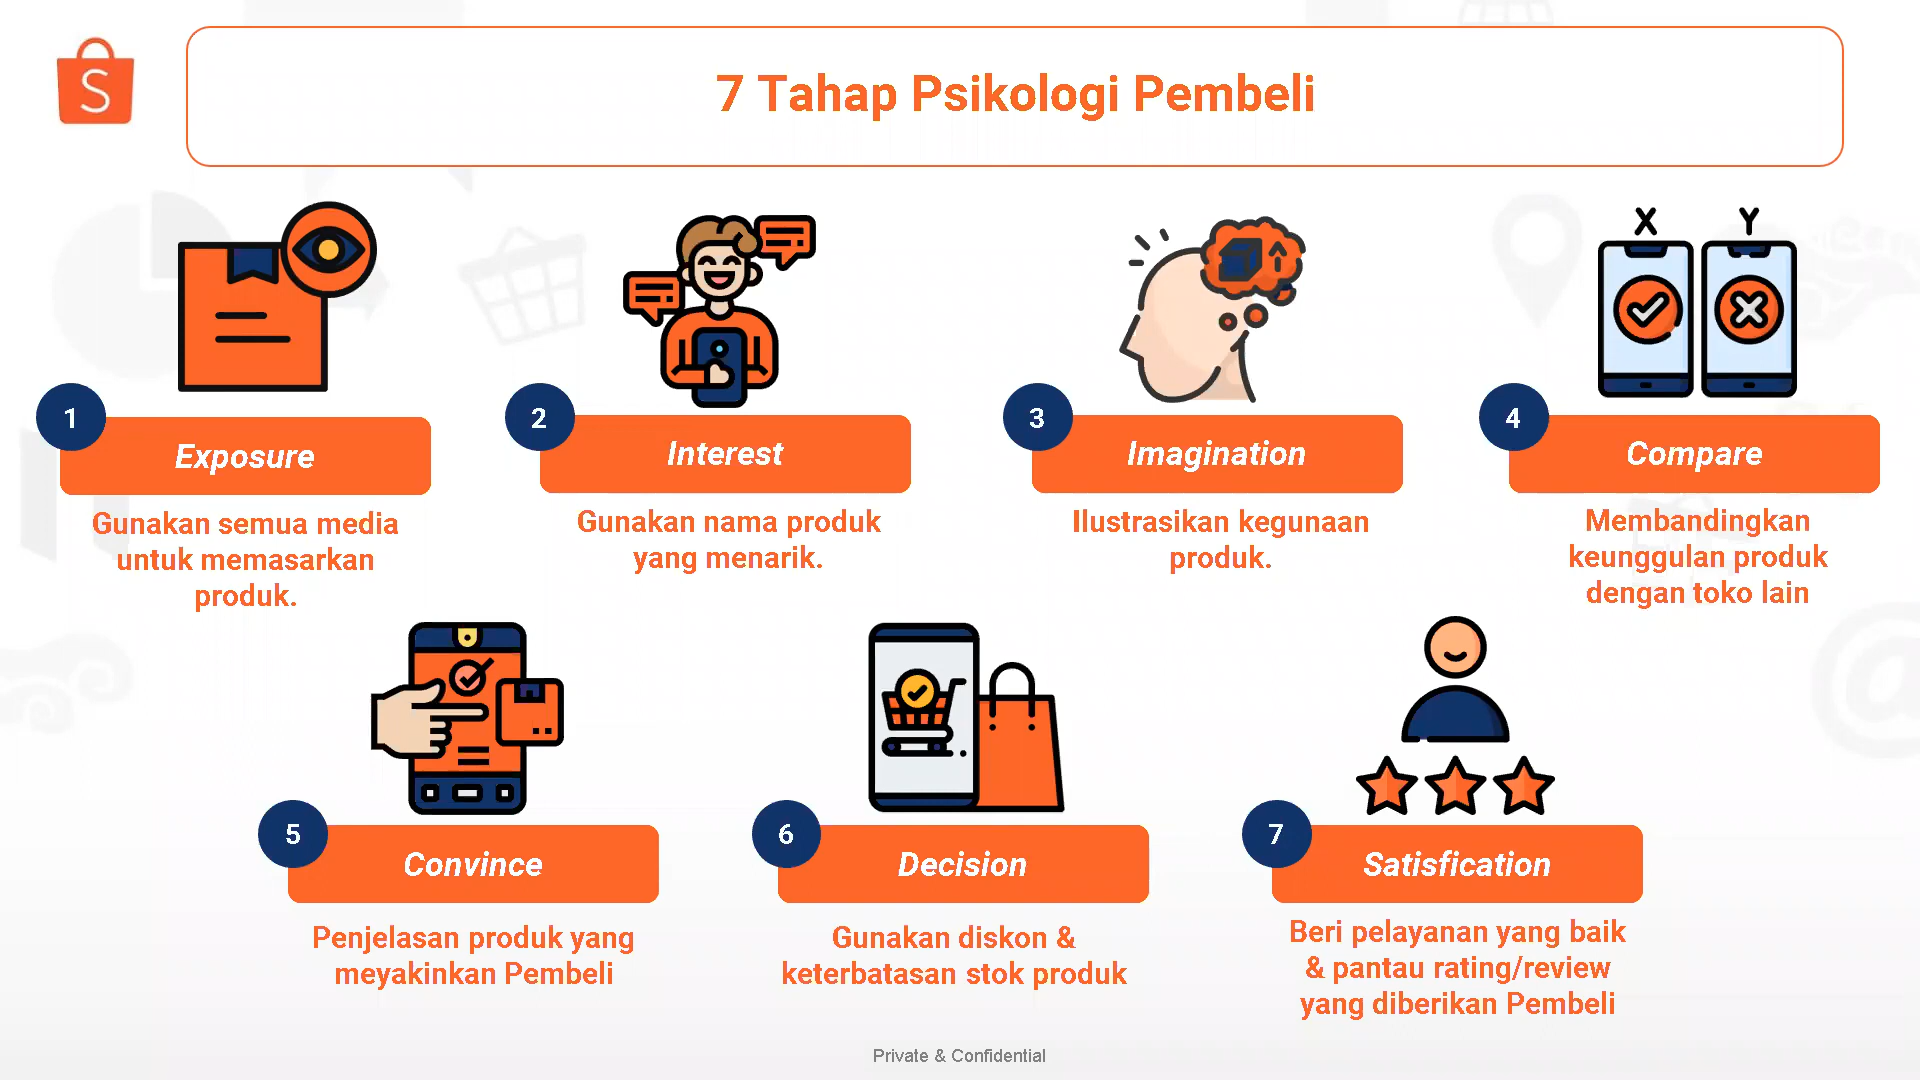 S
7 Tahap Psikologi Pembeli
1
Exposure
Gunakan semua media
untuk memasarkan
produk.
2
Interest
Gunakan nama produk
yang menarik.
3
Imagination
Ilustrasikan kegunaan
produk.
X Y
4
Compare
Membandingkan
keunggulan produk
dengan toko lain
5
Convince
Penjelasan produk yang
meyakinkan Pembeli
6
Decision
Gunakan diskon &
keterbatasan stok produk
7
Satisfication
Beri pelayanan yang baik
& pantau rating/review
yang diberikan Pembeli
Private & Confidential